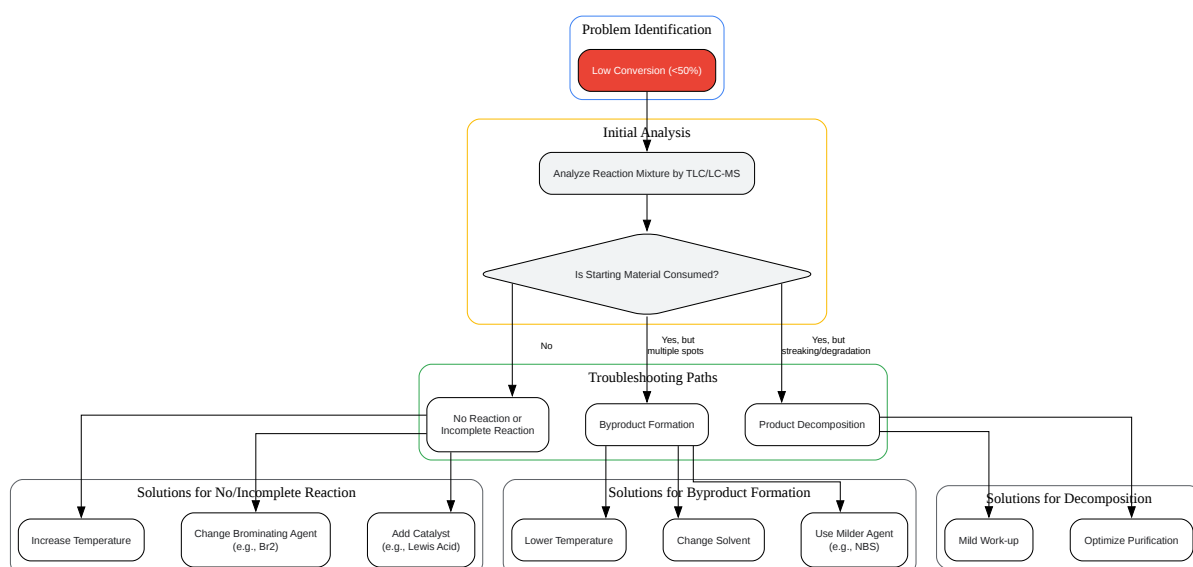 Problem Identification
Low Conversion (<50%)
Initial Analysis
Analyze Reaction Mixture by TLC/LC-MS
Is Starting Material Consumed?
No
Yes, but
multiple spots
Yes, but
streaking/degradation
Troubleshooting Paths
No Reaction or
Incomplete Reaction
Byproduct Formation
Product Decomposition
Solutions for No/Incomplete Reaction
Increase Temperature
Change Brominating Agent
(e.g., Br2)
Add Catalyst
(e.g., Lewis Acid)
Solutions for Byproduct Formation
Lower Temperature
Change Solvent
Use Milder Agent
(e.g., NBS)
Solutions for Decomposition
Mild Work-up
Optimize Purification